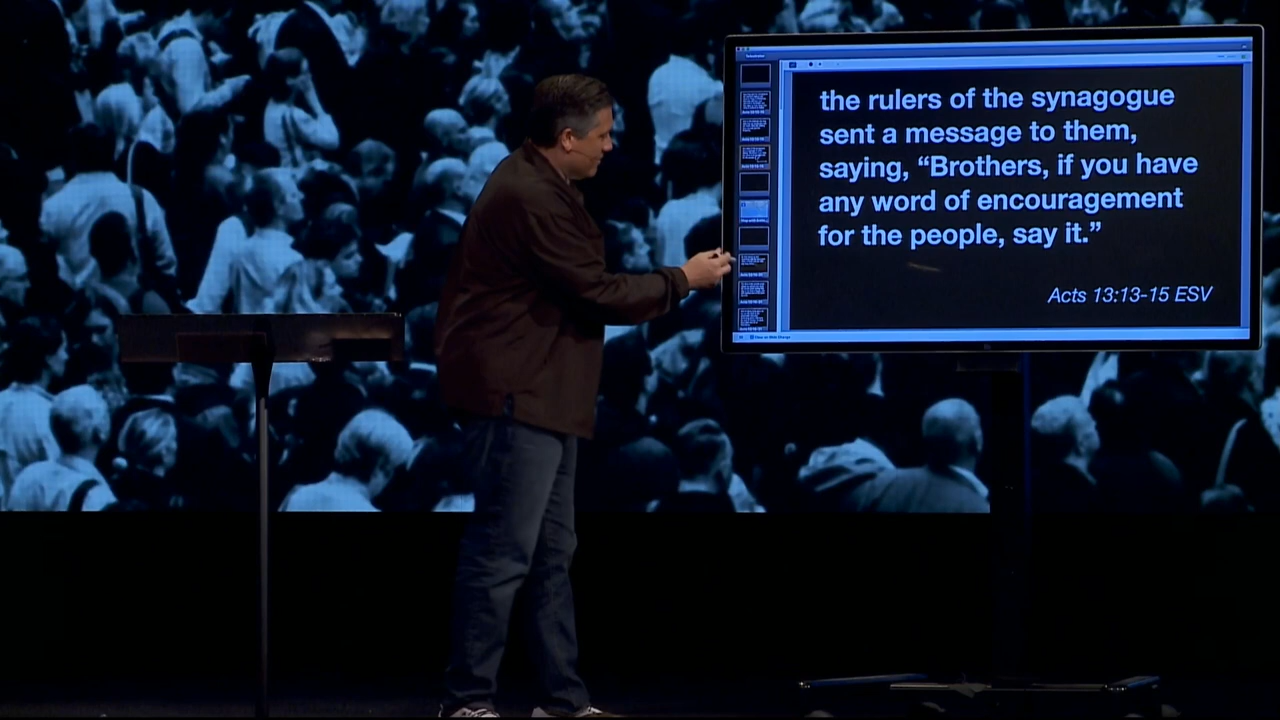 the rulers of the synagogue
sent a message to them,
saying, “Brothers, if you have
any word of encouragement
for the people, say it.”
Acts 13:13-15 ESV